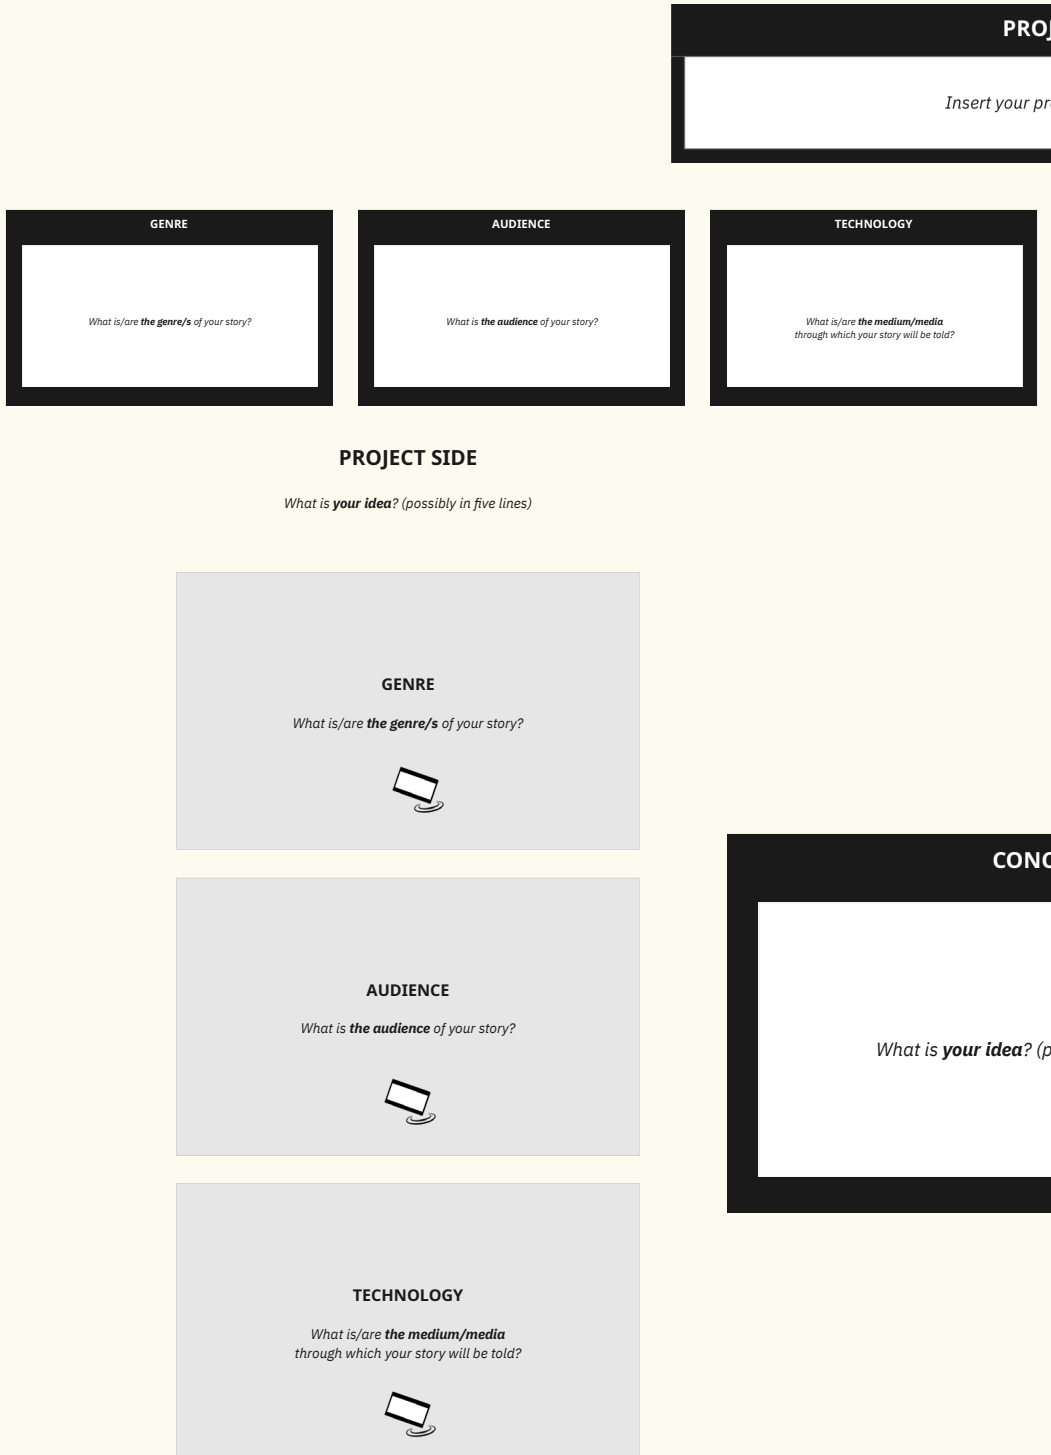 PROJ
Insert your pr
GENRE
What is/are the genre/s of your story?
AUDIENCE
What is the audience of your story?
TECHNOLOGY
What is/are the medium/media
through which your story will be told?
PROJECT SIDE
What is your idea? (possibly in five lines)
GENRE
What is/are the genre/s of your story?
AUDIENCE
What is the audience of your story?
TECHNOLOGY
What is/are the medium/media
through which your story will be told?
CONC
What is your idea? (p